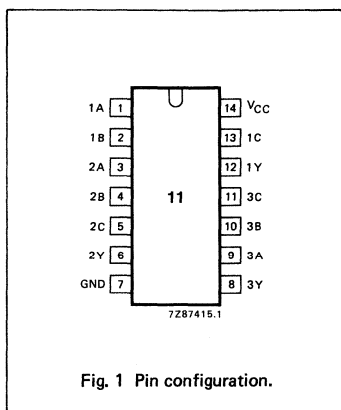 1A 1 14 VCC
1B 2 13 1C
2A 3 12 1Y
2B 4 11 11 3C
2C 5 10 3B
2Y 6 9 3A
GND 7 8 3Y
7Z87415.1
Fig. 1 Pin configuration.